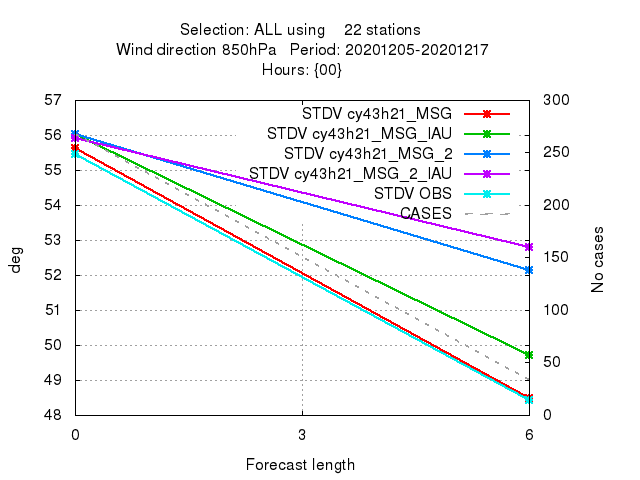 Selection: ALL using 22 stations
Wind direction 850hPa Period: 20201205-20201217
Hours: {00}
57
56
55
54
53
52
51
50
49
48
300
250
200
150
100
50
0
deg
No cases
STDV cy43h21_MSG
STDV cy43h21_MSG_IAU
STDV cy43h21_MSG_2
STDV cy43h21_MSG_2_IAU
STDV OBS
CASES
0 3 6
Forecast length